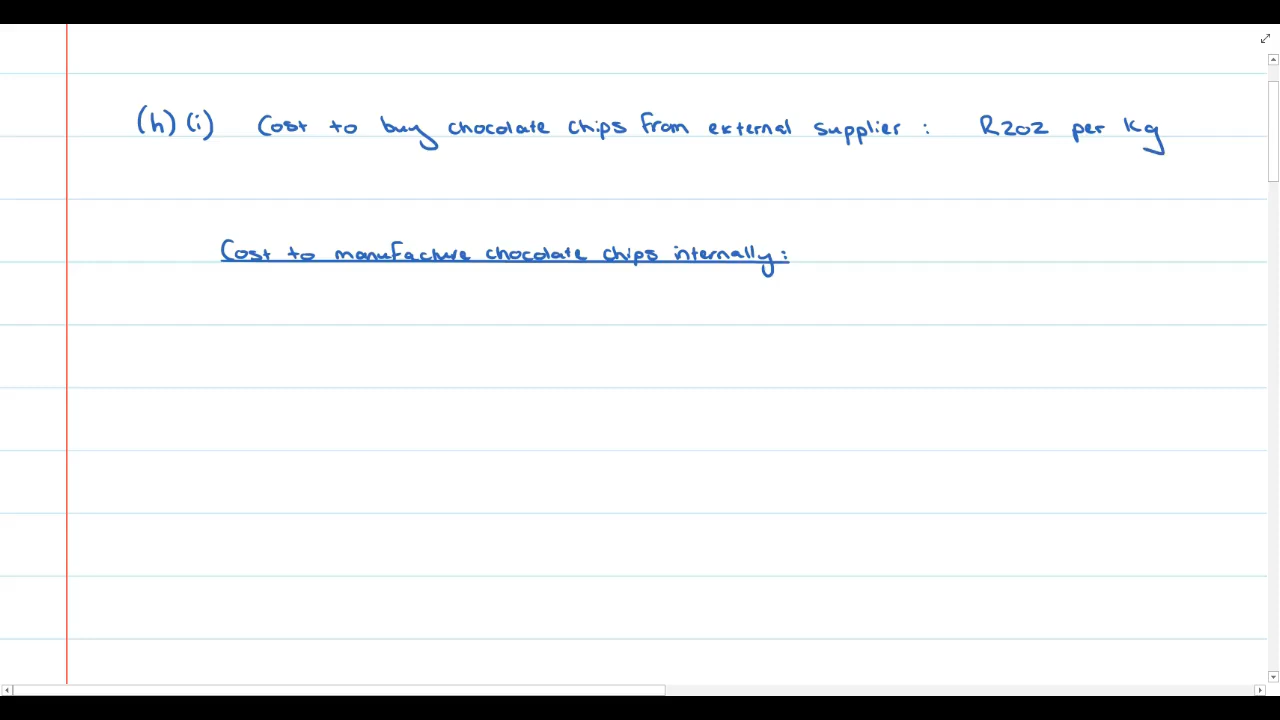 (h) (i) Cost to buy chocolate chips from external supplier : R202 per kg
Cost to manufacture chocolate chips internally :